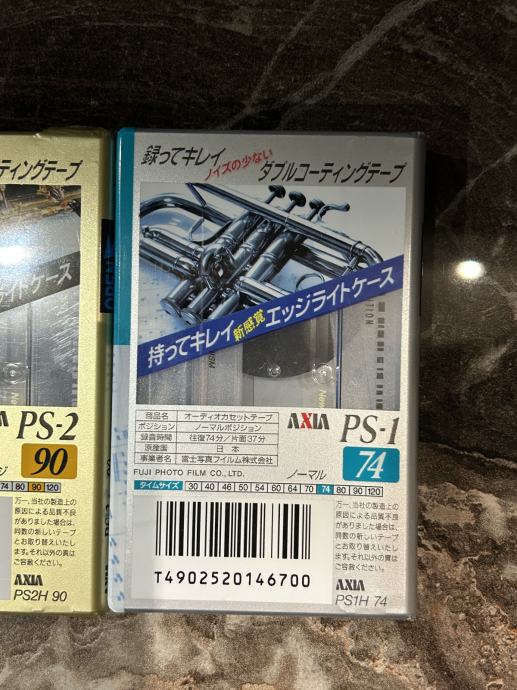 ティングテープ
ライトケース
OPEN
AXIA PS-2
90
74 80 90 120
万一、当社の製造上の
原因による品質不良
がありました場合は、
同数の新しいテープ
とお取り替えいたし
ます。それ以外の責は
ご容赦ください。
AXIA
PS2H 90
録ってキレイ
ノイズの少ない
ダブルコーティングテープ
持ってキレイ新感覚エッジライトケース
商品名 オーディオカセットテープ
ポジション ノーマルポジション
録音時間 往復74分/片面37分
原産国 日本
事業者名 富士写真フイルム株式会社
FUJI PHOTO FILM CO., LTD.
AXIA PS-1
ノーマル
74
タイムサイズ 30 40 46 50 54 60 64 70 74 80 90 120
T4902520146700
万一、当社の製造上の
原因による品質不良
がありました場合は、
同数の新しいテープ
とお取り替えいたし
ます。それ以外の責は
ご容赦ください。
AXIA
PS1H 74